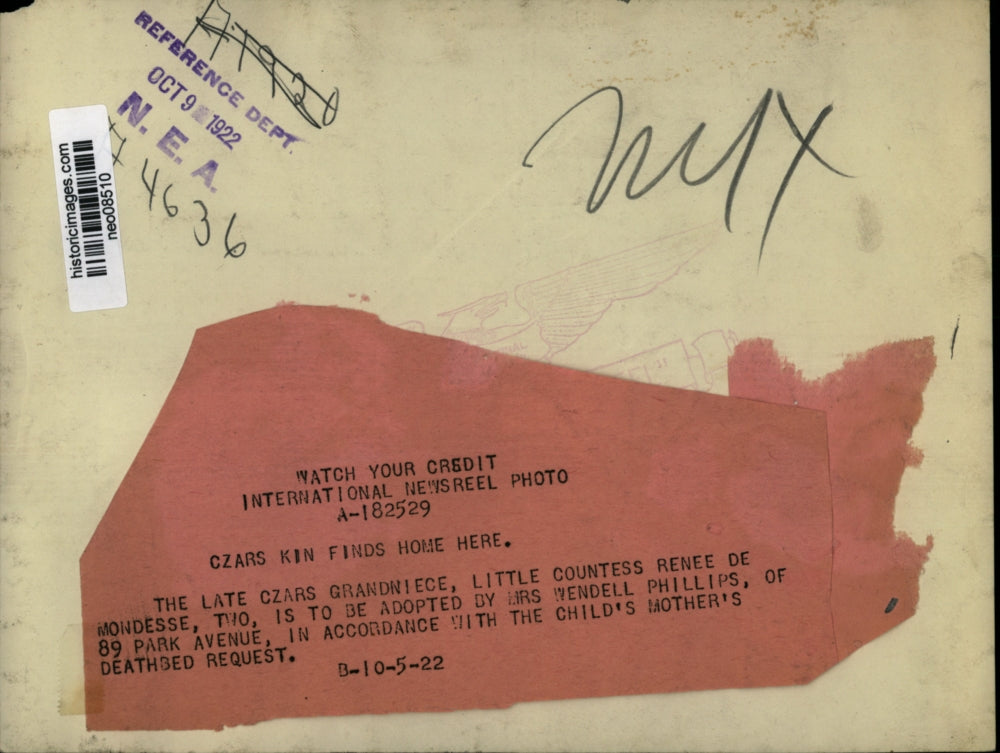 REFERENCE DEPT.
OCT 9 1922
N. E. A.
# 4636
historicimages.com
neo08510
WATCH YOUR CREDIT
INTERNATIONAL NEWSREEL PHOTO
A-182529
CZARS KIN FINDS HOME HERE.
THE LATE CZARS GRANDNIECE, LITTLE COUNTESS RENEE DE
MONDESSE, TWO, IS TO BE ADOPTED BY MRS WENDELL PHILLIPS, OF
89 PARK AVENUE, IN ACCORDANCE WITH THE CHILD'S MOTHER'S
DEATHBED REQUEST.
B-10-5-22